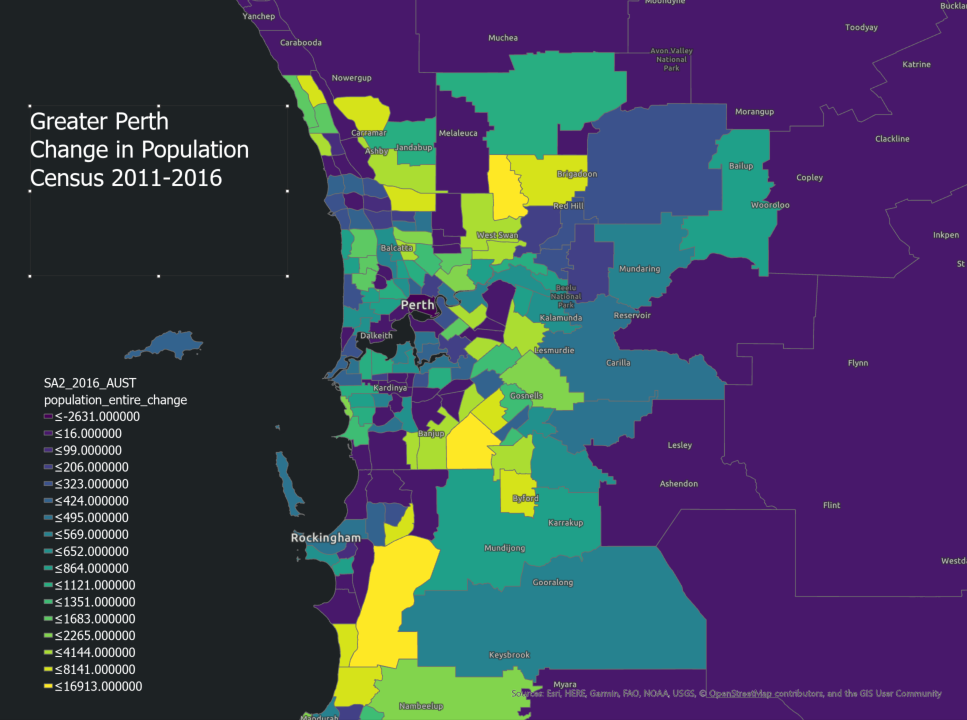 Yanchep
Moondyne
Toodyay
Carabooda
Muchea
Avon Valley
National
Park
Katrine
Nowergup
Morangup
Carramar
Melaleuca
Clackline
Ashby
Jandabup
Bailup
Copley
Brigadoon
Red Hill
Wooroloo
West Swan
Inkpen
Balcatta
St
Mundaring
Beelu
National
Park
Perth
Kalamunda
Reservoir
Dalkeith
Lesmurdie
Carilla
Flynn
Kardinya
Gosnells
Banjup
Lesley
Ashendon
Byford
Flint
Karrakup
Rockingham
Mundijong
Westd
Gooralong
Keysbrook
Myara
Nambeelup
Mandurah
Greater Perth
Change in Population
Census 2011-2016
SA2_2016_AUST
population_entire_change
≤-2631.000000
≤16.000000
≤99.000000
≤206.000000
≤323.000000
≤424.000000
≤495.000000
≤569.000000
≤652.000000
≤864.000000
≤1121.000000
≤1351.000000
≤1683.000000
≤2265.000000
≤4144.000000
≤8141.000000
≤16913.000000
Sources: Esri, HERE, Garmin, FAO, NOAA, USGS, © OpenStreetMap contributors, and the GIS User Community